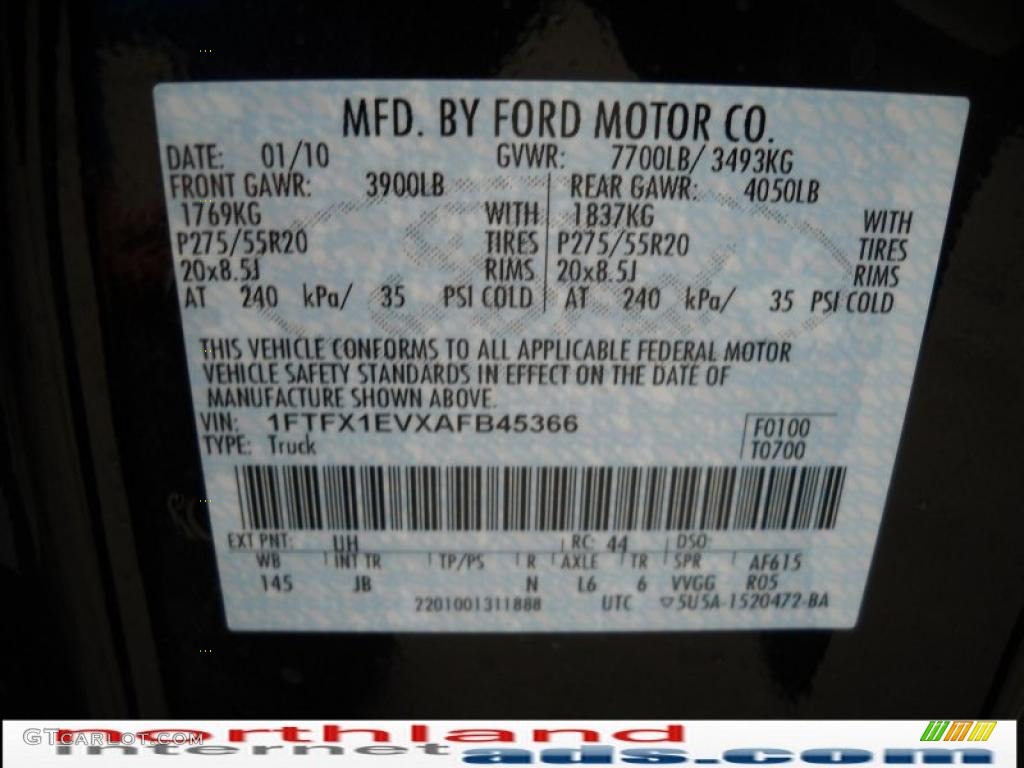 MFD. BY FORD MOTOR CO.
DATE: 01/10 GVWR: 7700LB/ 3493KG
FRONT GAWR: 3900LB REAR GAWR: 4050LB
1769KG WITH 1837KG WITH
P275/55R20 TIRES P275/55R20 TIRES
20x8.5J RIMS 20x8.5J RIMS
AT 240 kPa/ 35 PSI COLD AT 240 kPa/ 35 PSI COLD
THIS VEHICLE CONFORMS TO ALL APPLICABLE FEDERAL MOTOR
VEHICLE SAFETY STANDARDS IN EFFECT ON THE DATE OF
MANUFACTURE SHOWN ABOVE.
VIN: 1FTFX1EVXAFB45366 F0100
TYPE: Truck T0700
EXT PNT: UH RC: 44 DSO:
WB INT TR TP/PS R AXLE TR SPR AF615
145 JB N L6 6 VVGG R05
2201001311888 UTC ▽5U5A-1520472-BA
GTcarlot.com
northland
internet ads.com